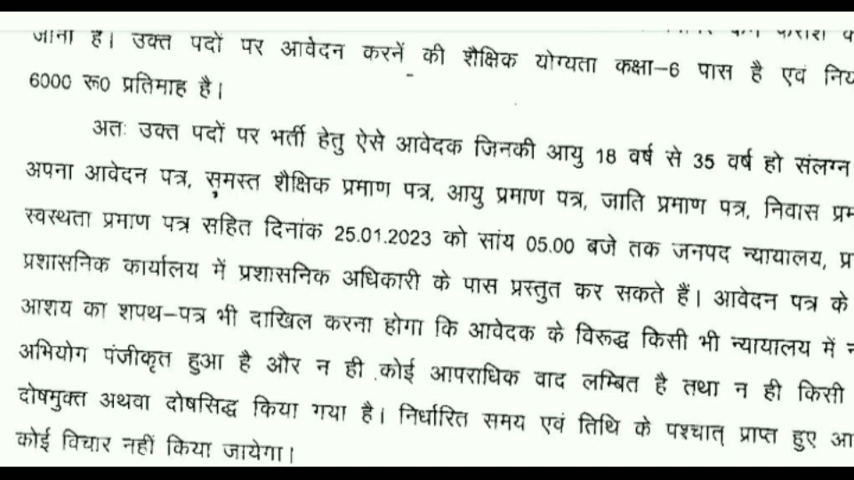 जाना है। उक्त पदों पर आवेदन करनें की शैक्षिक योग्यता कक्षा–6 पास है एवं
6000 रू0 प्रतिमाह है।
अतः उक्त पदों पर भर्ती हेतु ऐसे आवेदक जिनकी आयु 18 वर्ष से 35 वर्ष हो संलग्न
अपना आवेदन पत्र, समस्त शैक्षिक प्रमाण पत्र, आयु प्रमाण पत्र, जाति प्रमाण पत्र, निवास
स्वस्थता प्रमाण पत्र सहित दिनांक 25.01.2023 को सांय 05.00 बजे तक जनपद न्यायालय,
प्रशासनिक कार्यालय में प्रशासनिक अधिकारी के पास प्रस्तुत कर सकते हैं। आवेदन पत्र के
आशय का शपथ–पत्र भी दाखिल करना होगा कि आवेदक के विरूद्ध किसी भी न्यायालय में
अभियोग पंजीकृत हुआ है और न ही कोई आपराधिक वाद लम्बित है तथा न ही किसी
दोषमुक्त अथवा दोषसिद्ध किया गया है। निर्धारित समय एवं तिथि के पश्चात् प्राप्त हुए
कोई विचार नहीं किया जायेगा।